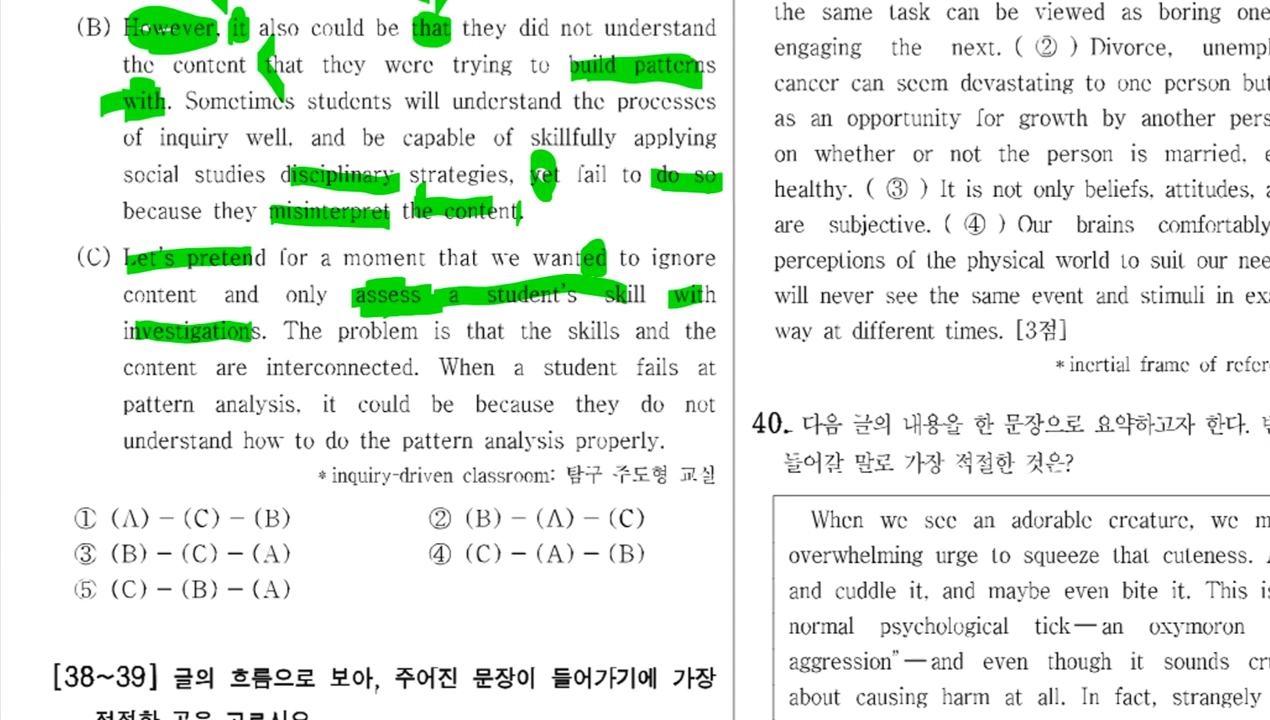 (B) However, it also could be that they did not understand
the content that they were trying to build patterns
with. Sometimes students will understand the processes
of inquiry well, and be capable of skillfully applying
social studies disciplinary strategies, yet fail to do so
because they misinterpret the content.
(C) Let's pretend for a moment that we wanted to ignore
content and only assess a student's skill with
investigations. The problem is that the skills and the
content are interconnected. When a student fails at
pattern analysis, it could be because they do not
understand how to do the pattern analysis properly.
* inquiry-driven classroom: 탐구 주도형 교실
① (A) - (C) - (B)
② (B) - (A) - (C)
③ (B) - (C) - (A)
④ (C) - (A) - (B)
⑤ (C) - (B) - (A)
[38~39] 글의 흐름으로 보아, 주어진 문장이 들어가기에 가장
적절한 곳을 고르시오
the same task can be viewed as boring one
engaging the next. ( ② ) Divorce,
cancer can seem devastating to one person but
as an opportunity for growth by another
on whether or not the person is married,
healthy. ( ③ ) It is not only beliefs, attitudes,
are subjective. ( ④ ) Our brains comfortably
perceptions of the physical world to suit our
will never see the same event and stimuli in
way at different times. [3점]
* inertial frame of
40. 다음 글의 내용을 한 문장으로 요약하고자 한다.
들어갈 말로 가장 적절한 것은?
When we see an adorable creature, we
overwhelming urge to squeeze that cuteness.
and cuddle it, and maybe even bite it. This
normal psychological tick—an oxymoron
aggression"—and even though it sounds
about causing harm at all. In fact, strangely